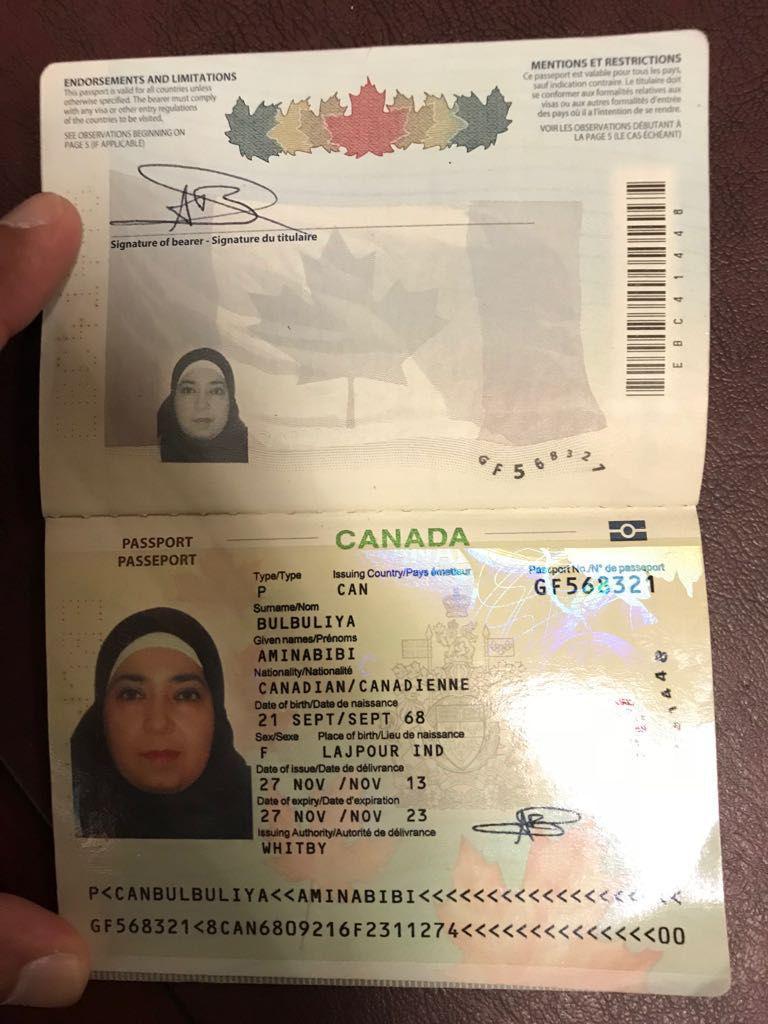 ENDORSEMENTS AND LIMITATIONS
This passport is valid for all countries unless
otherwise specified. The bearer must comply
with any visa or other entry regulations
of the countries to be visited.
SEE OBSERVATIONS BEGINNING ON
PAGE 5 (IF APPLICABLE)
MENTIONS ET RESTRICTIONS
Ce passeport est valable pour tous les pays,
sauf indication contraire. Le titulaire doit
se conformer aux formalités relatives aux
visas ou aux autres formalités d'entrée
des pays où il a l'intention de se rendre.
VOIR LES OBSERVATIONS DÉBUTANT À
LA PAGE 5 (LE CAS ÉCHÉANT)
Signature of bearer - Signature du titulaire
EBC41448
GF568321
PASSPORT
PASSEPORT
CANADA
Type/Type
Issuing Country/Pays émetteur
Passport No./N° de passeport
P
CAN
GF568321
Surname/Nom
BULBULIYA
Given names/Prénoms
AMINABIBI
Nationality/Nationalité
CANADIAN/CANADIENNE
Date of birth/Date de naissance
21 SEPT/SEPT 68
Sex/Sexe
Place of birth/Lieu de naissance
F
LAJPOUR IND
Date of issue/Date de délivrance
27 NOV /NOV 13
Date of expiry/Date d'expiration
27 NOV /NOV 23
Issuing Authority/Autorité de délivrance
WHITBY
P<CANBULBULIYA<<AMINABIBI<<<<<<<<<<<<<<<<<<<
GF568321<8CAN6809216F2311274<<<<<<<<<<<<<<00